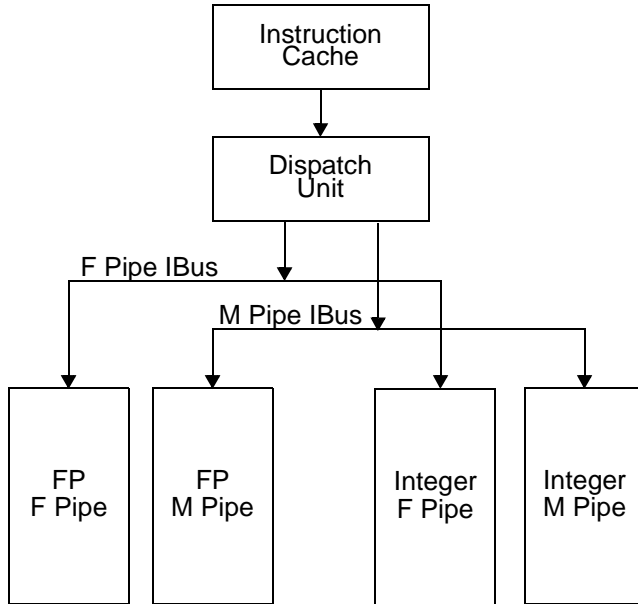 Instruction
Cache
Dispatch
Unit
F Pipe IBus
M Pipe IBus
FP
F Pipe
FP
M Pipe
Integer
F Pipe
Integer
M Pipe